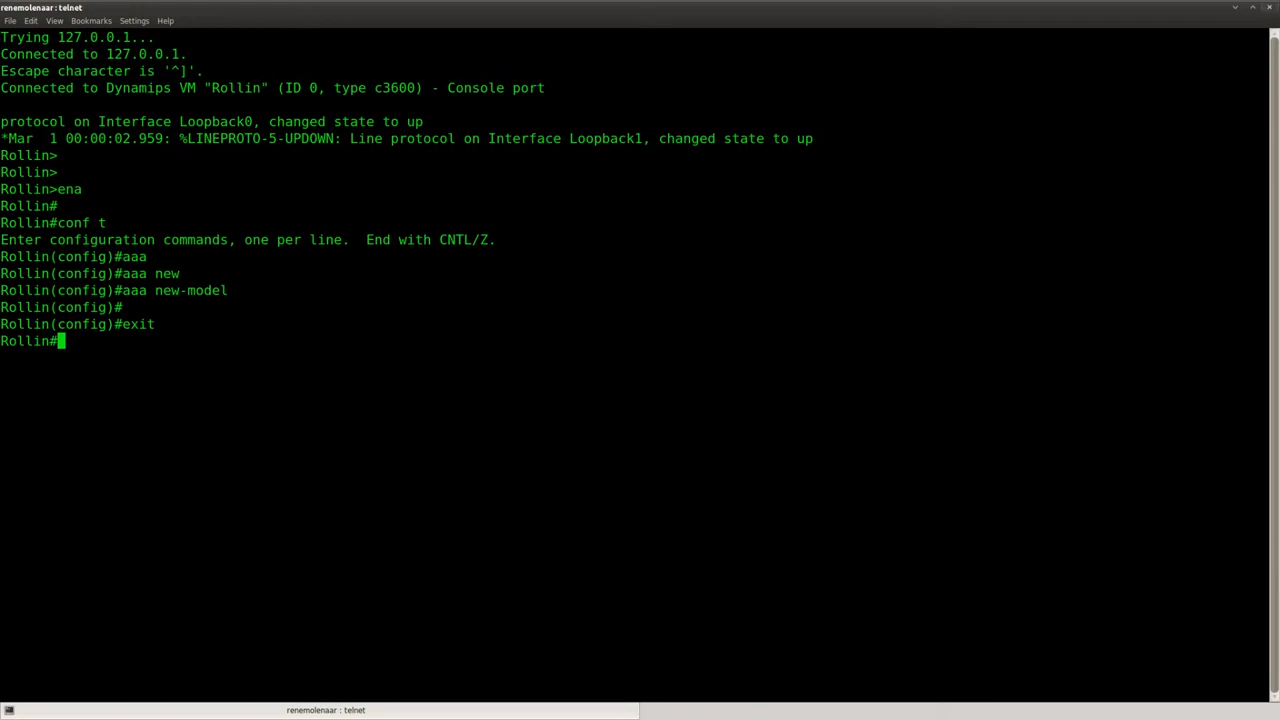 renemolenaar : telnet
File Edit View Bookmarks Settings Help
Trying 127.0.0.1...
Connected to 127.0.0.1.
Escape character is '^]'.
Connected to Dynamips VM "Rollin" (ID 0, type c3600) - Console port
protocol on Interface Loopback0, changed state to up
*Mar  1 00:00:02.959: %LINEPROTO-5-UPDOWN: Line protocol on Interface Loopback1, changed state to up
Rollin>
Rollin>
Rollin>ena
Rollin#
Rollin#conf t
Enter configuration commands, one per line.  End with CNTL/Z.
Rollin(config)#aaa
Rollin(config)#aaa new
Rollin(config)#aaa new-model
Rollin(config)#
Rollin(config)#exit
Rollin#
renemolenaar : telnet